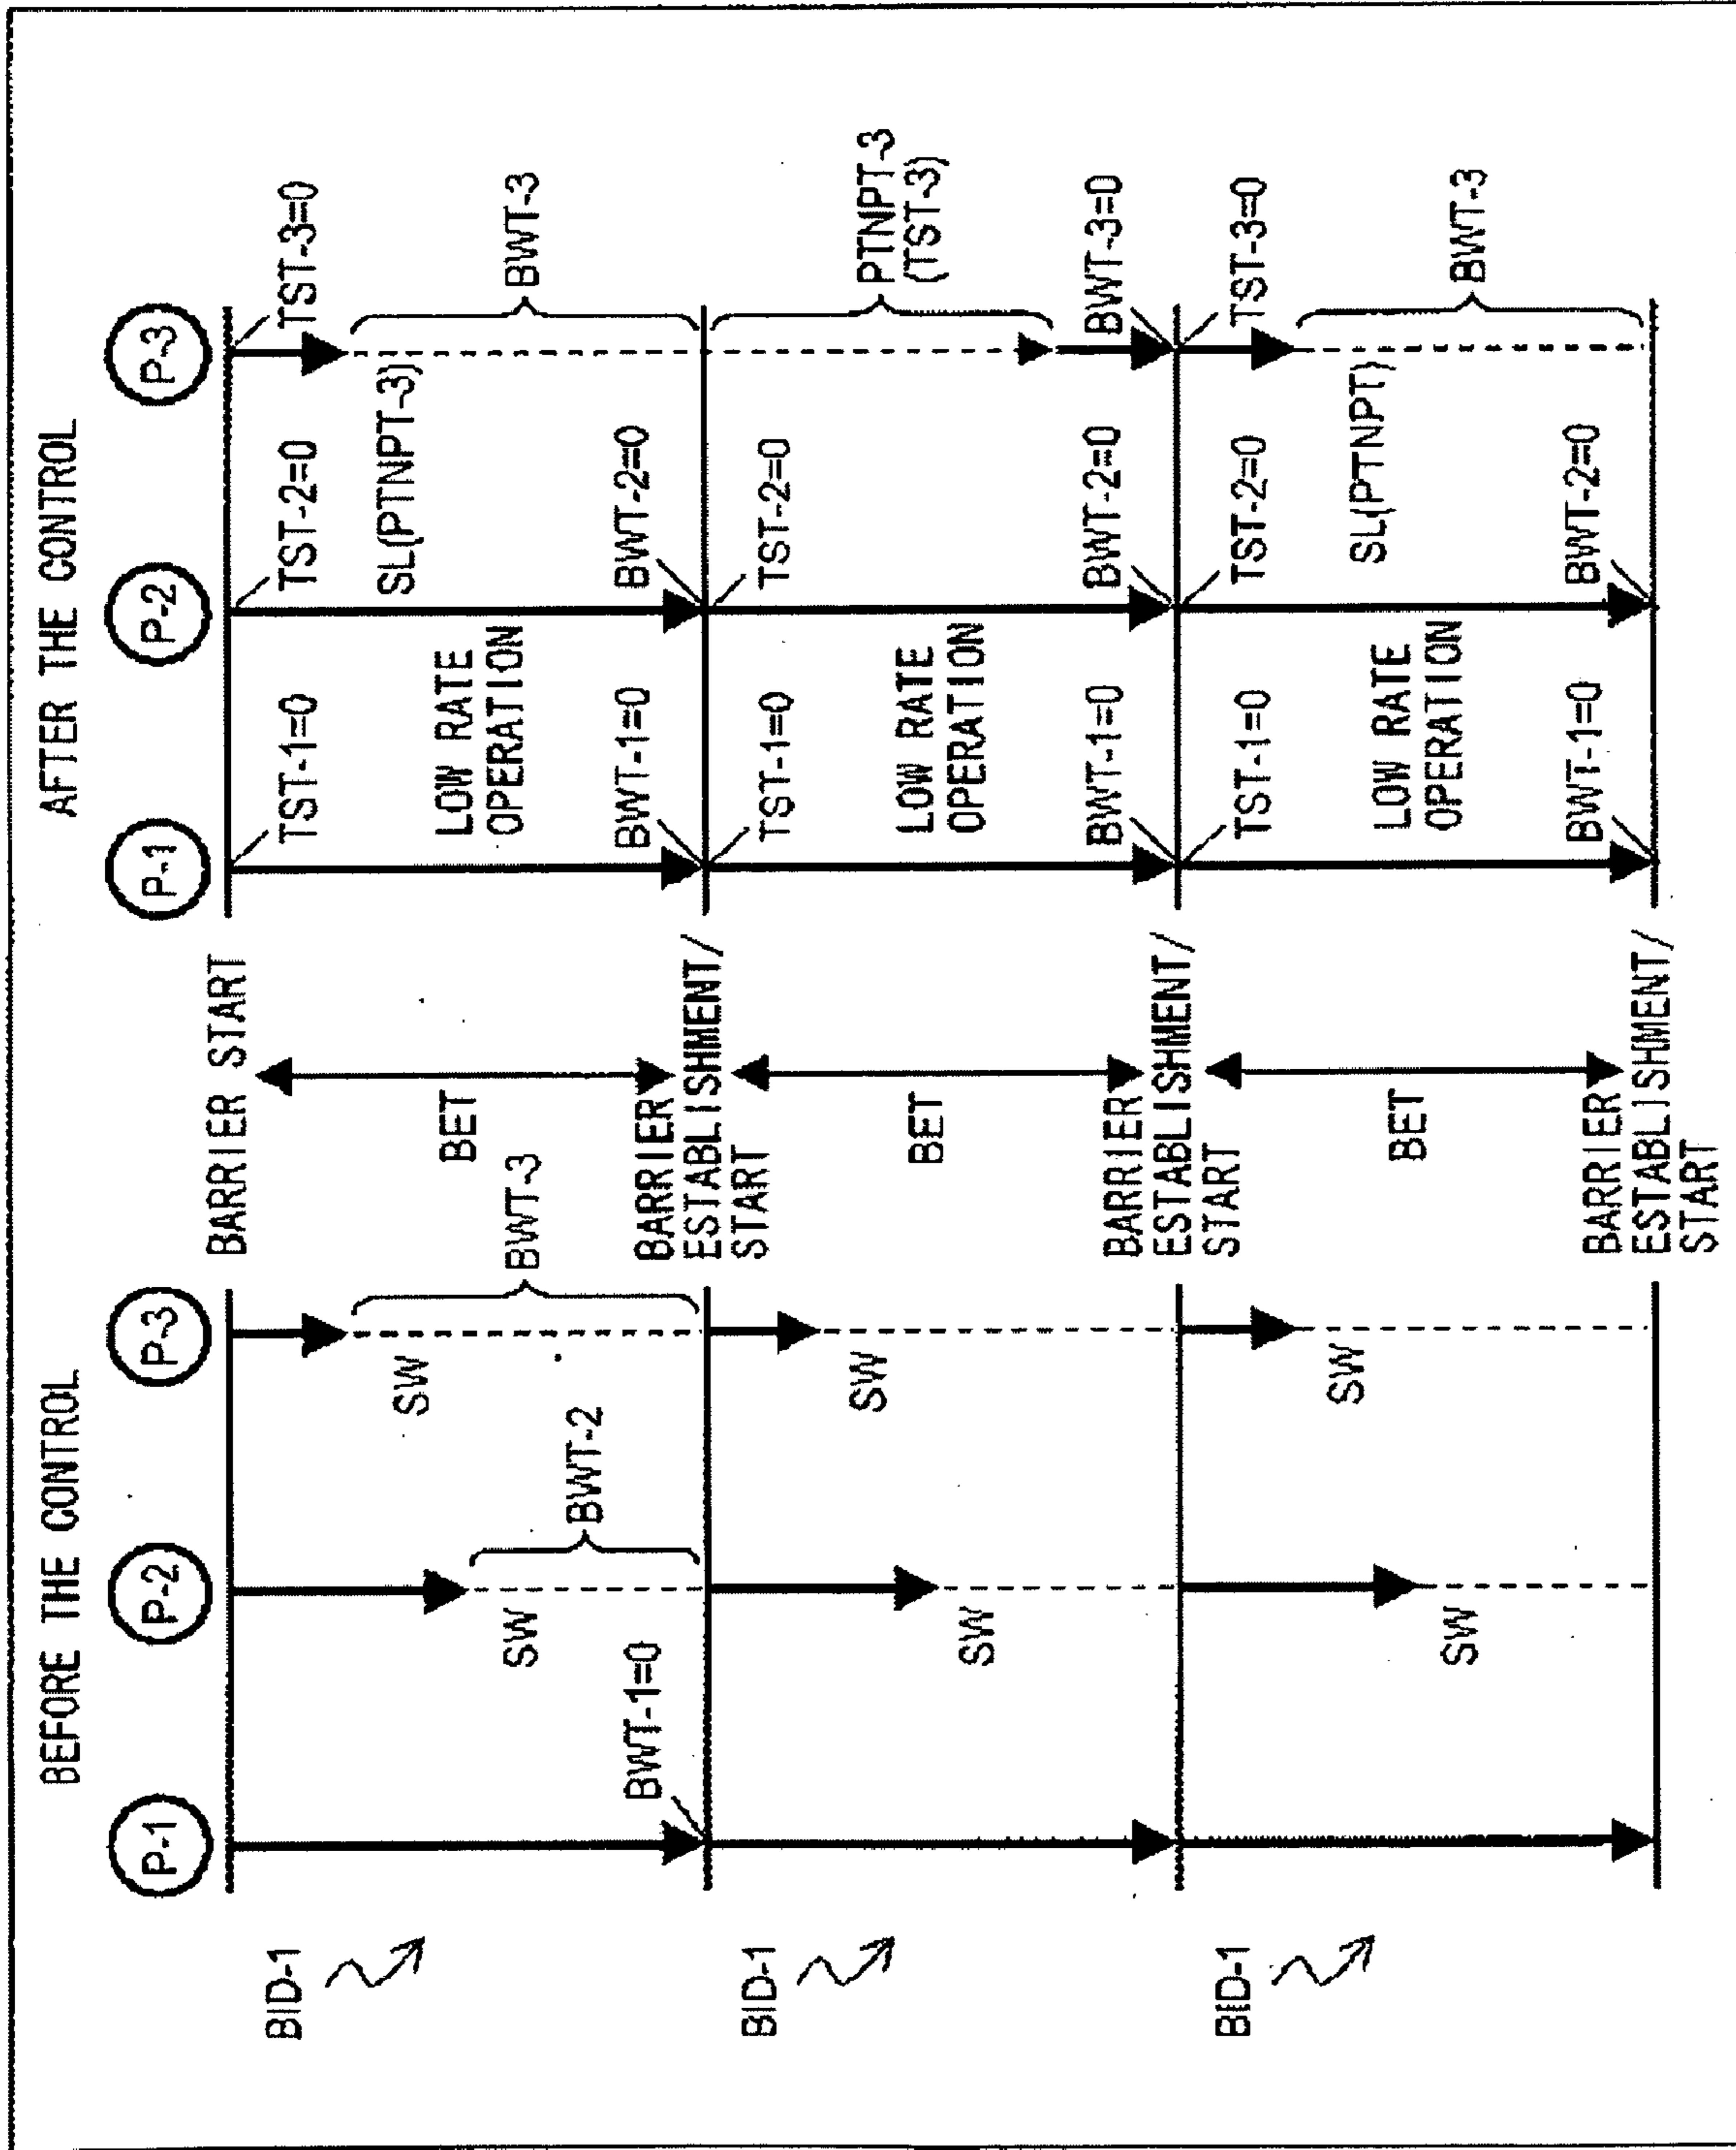 BEFORE THE CONTROL
P-1
P-2
P-3
BID-1
BWT-1=0
SW
BWT-2
SW
BWT-3
BID-1
SW
SW
BID-1
SW
SW
BARRIER START
BET
BARRIER
ESTABLISHMENT/
START
BET
BARRIER
ESTABLISHMENT/
START
BET
BARRIER
ESTABLISHMENT/
START
AFTER THE CONTROL
P-1
P-2
P-3
TST-1=0
TST-2=0
TST-3=0
LOW RATE
OPERATION
SL(PTNPT-3)
BWT-3
BWT-1=0
BWT-2=0
TST-1=0
TST-2=0
LOW RATE
OPERATION
PTNPT-3
(TST-3)
BWT-1=0
BWT-2=0
BWT-3=0
TST-1=0
TST-2=0
TST-3=0
LOW RATE
OPERATION
SL(PTNPT)
BWT-3
BWT-1=0
BWT-2=0